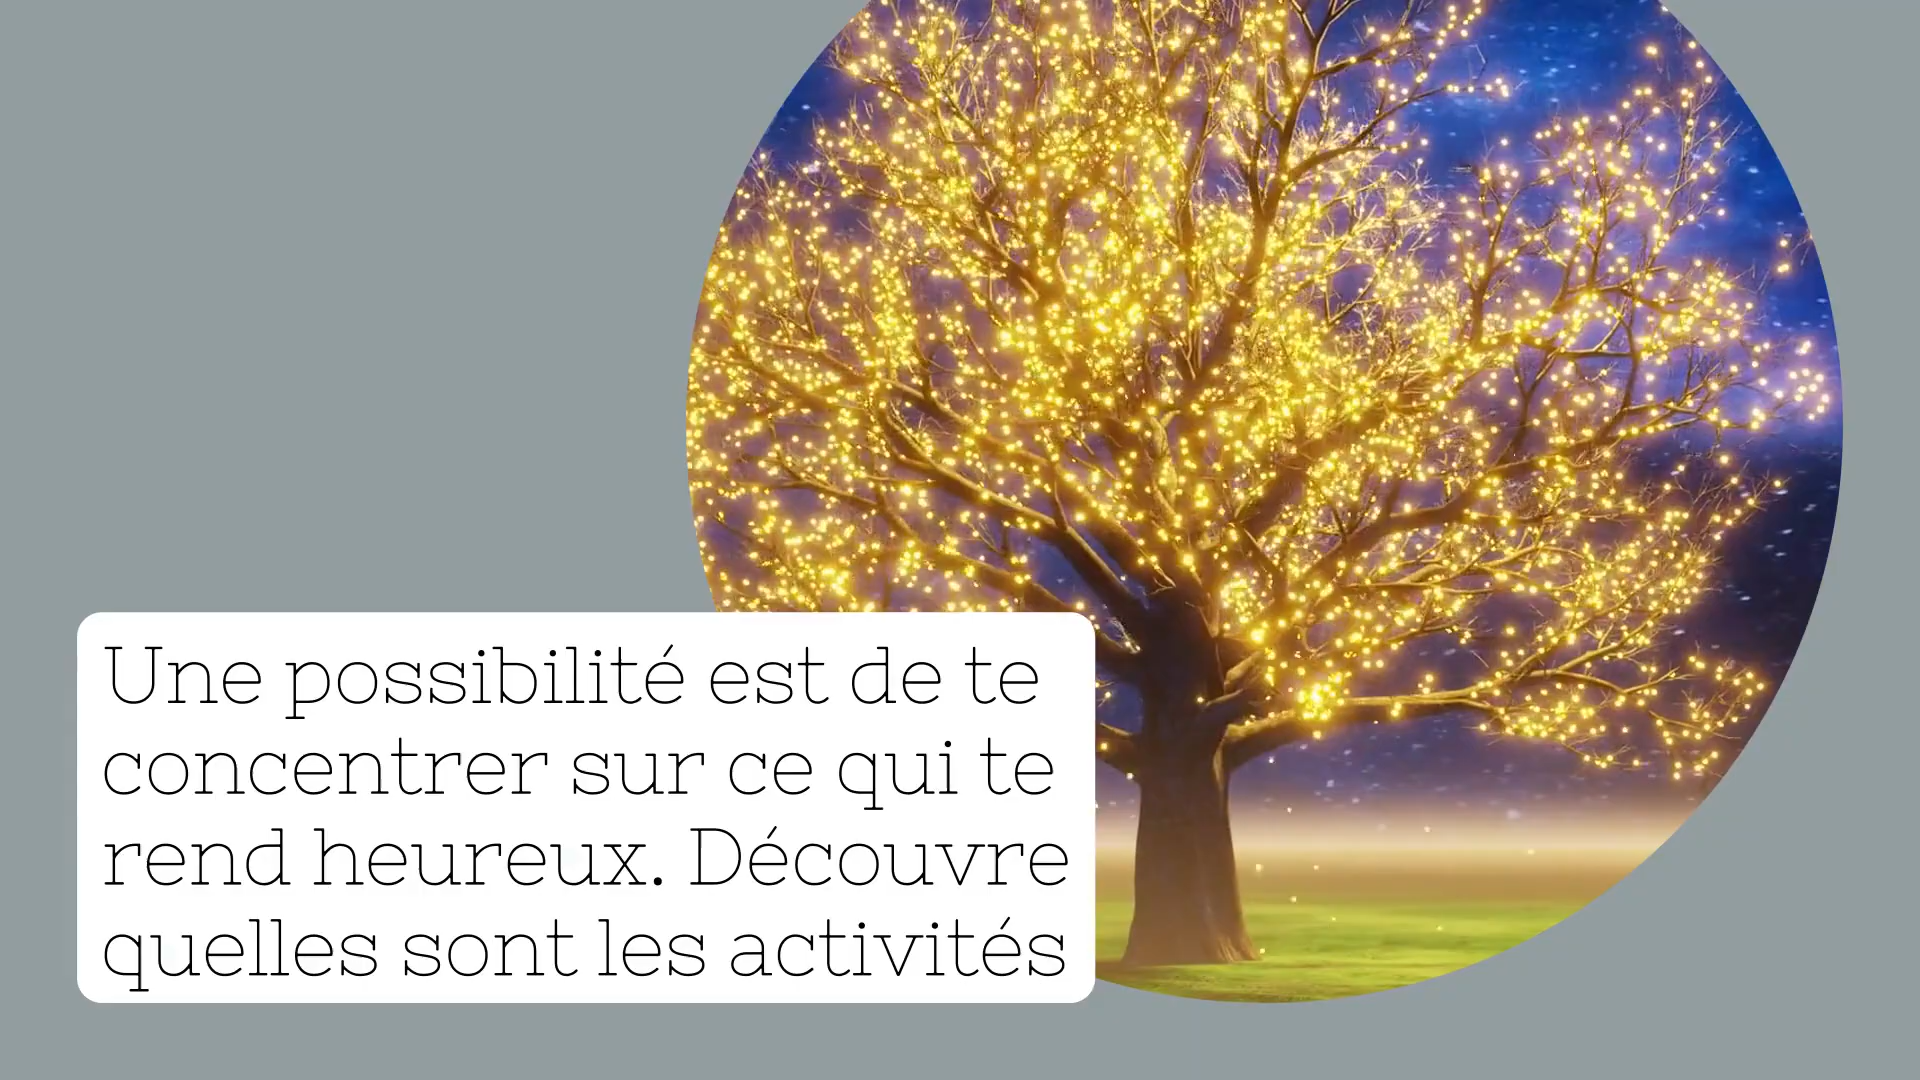 Une possibilité est de te
concentrer sur ce qui te
rend heureux. Découvre
quelles sont les activités